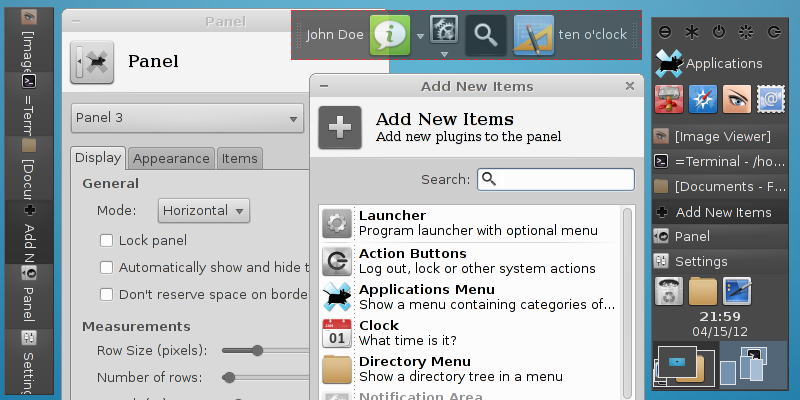 [Image
=Term
[Docu
Add N
Panel
Setting
Panel
Panel
Panel 3
Display
Appearance
Items
General
Mode:
Horizontal
Lock panel
Automatically show and hide t
Don't reserve space on borde
Measurements
Row Size (pixels):
Number of rows:
John Doe
ten o'clock
Add New Items
Add New Items
Add new plugins to the panel
Search:
Launcher
Program launcher with optional menu
Action Buttons
Log out, lock or other system actions
Applications Menu
Show a menu containing categories of...
JAN
01
Clock
What time is it?
Directory Menu
Show a directory tree in a menu
Notification Area
Applications
[Image Viewer]
=Terminal - /ho...
[Documents - F...
Add New Items
Panel
Settings
21:59
04/15/12